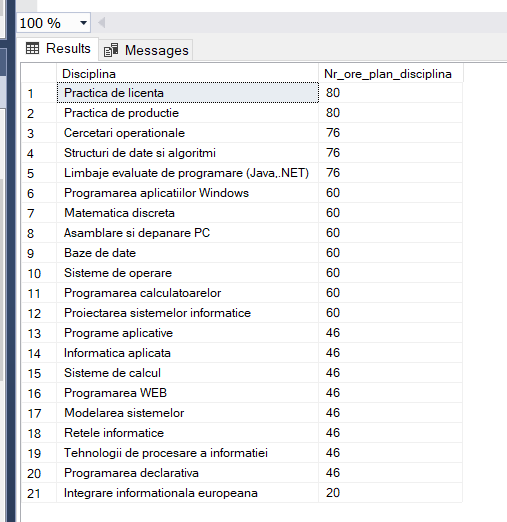 100 %
Results Messages
Disciplina Nr_ore_plan_disciplina
1 Practica de licenta 80
2 Practica de productie 80
3 Cercetari operationale 76
4 Structuri de date si algoritmi 76
5 Limbaje evaluate de programare (Java,.NET) 76
6 Programarea aplicatiilor Windows 60
7 Matematica discreta 60
8 Asamblare si depanare PC 60
9 Baze de date 60
10 Sisteme de operare 60
11 Programarea calculatoarelor 60
12 Proiectarea sistemelor informatice 60
13 Programe aplicative 46
14 Informatica aplicata 46
15 Sisteme de calcul 46
16 Programarea WEB 46
17 Modelarea sistemelor 46
18 Retele informatice 46
19 Tehnologii de procesare a informatiei 46
20 Programarea declarativa 46
21 Integrare informationala europeana 20